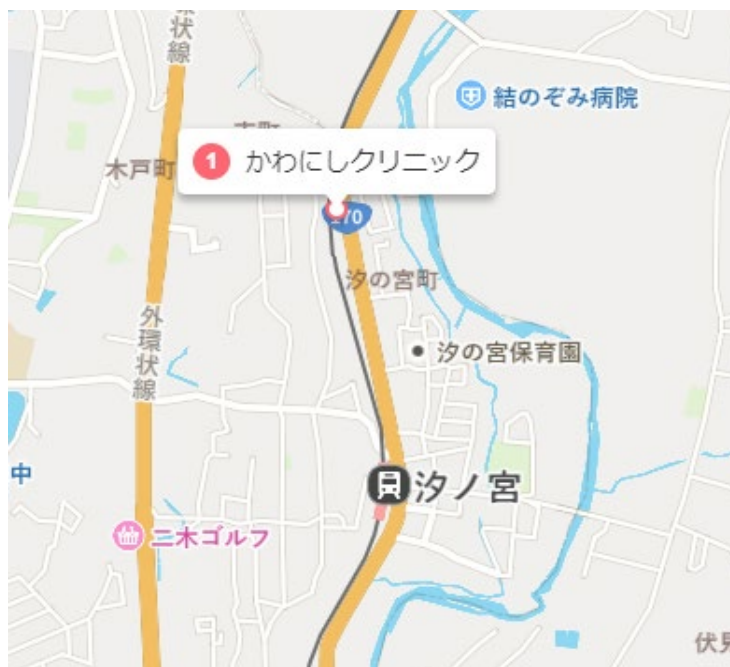 状線
結のぞみ病院
1 かわにしクリニック
木戸町
170
汐の宮町
外環状線
汐の宮保育園
中
汐ノ宮
二木ゴルフ
伏見